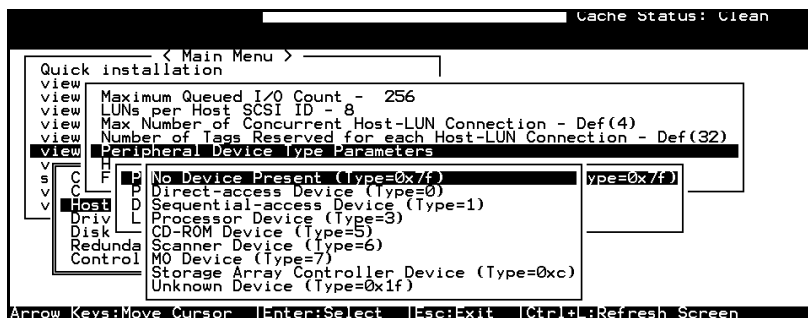 Cache Status: Clean
< Main Menu >
Quick installation
view
view Maximum Queued I/O Count - 256
view LUNs per Host SCSI ID - 8
view Max Number of Concurrent Host-LUN Connection - Def(4)
view Number of Tags Reserved for each Host-LUN Connection - Def(32)
view Peripheral Device Type Parameters
v H
s C F P No Device Present (Type=0x7f) ype=0x7f)
v C P Direct-access Device (Type=0)
v Host D Sequential-access Device (Type=1)
Driv L Processor Device (Type=3)
Disk CD-ROM Device (Type=5)
Redunda Scanner Device (Type=6)
Control MO Device (Type=7)
Storage Array Controller Device (Type=0xc)
Unknown Device (Type=0x1f)
Arrow Keys:Move Cursor |Enter:Select |Esc:Exit |Ctrl+L:Refresh Screen